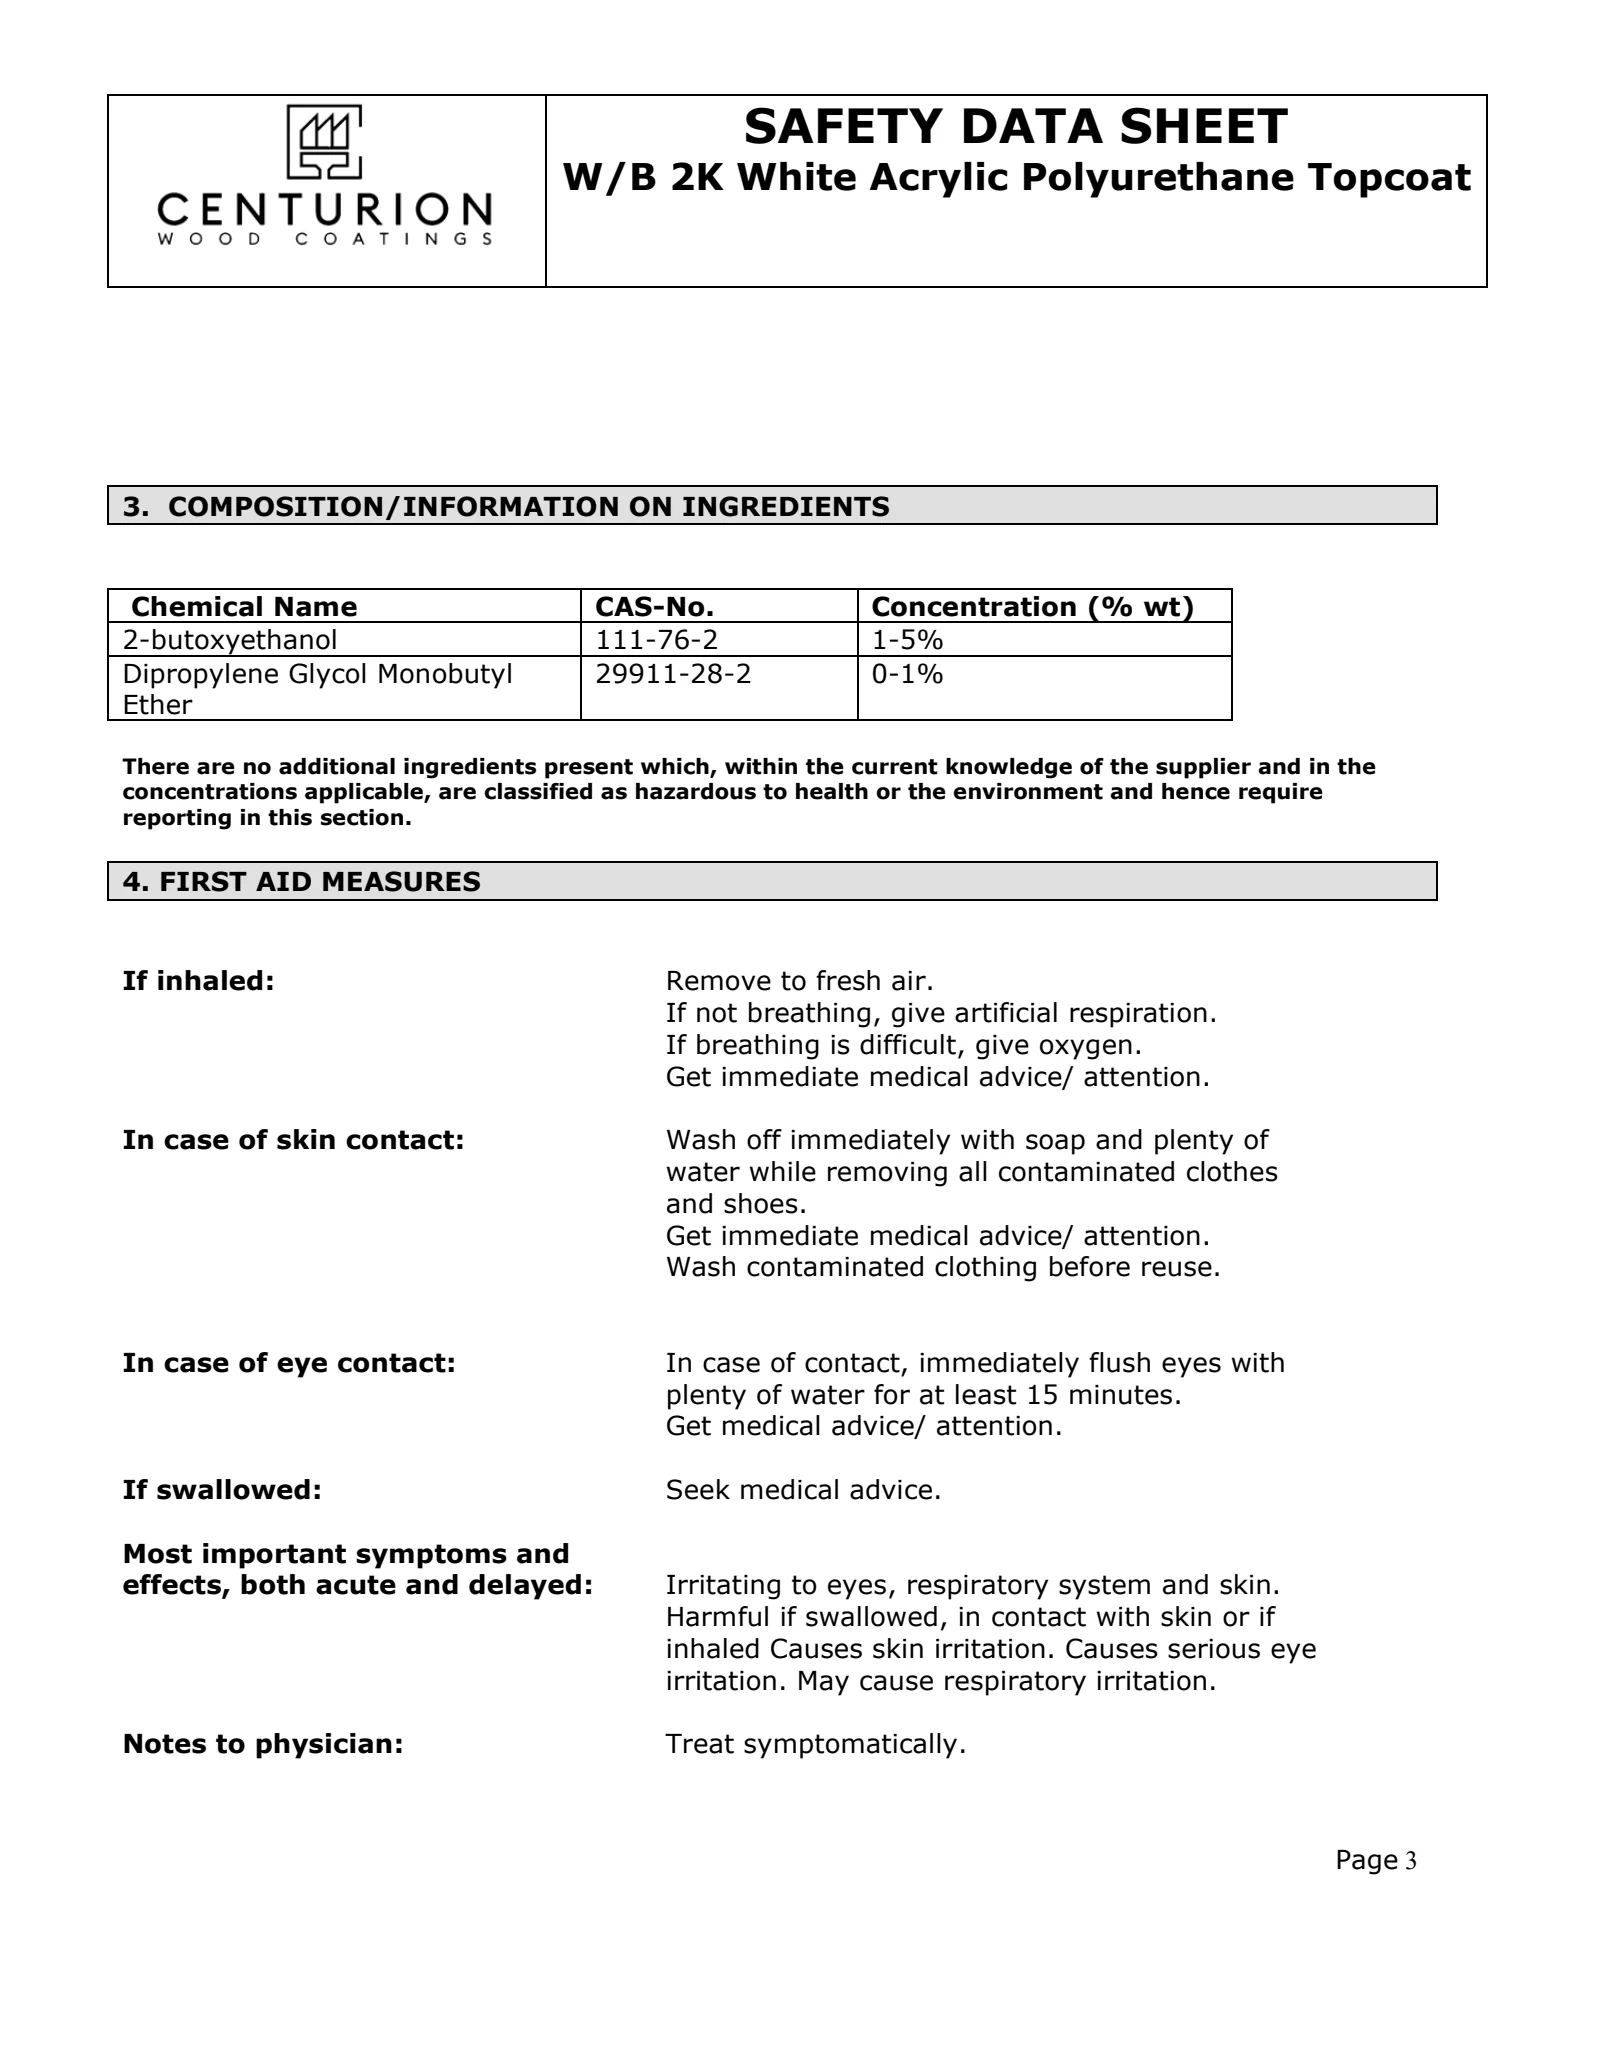 CENTURION
WOOD COATINGS
SAFETY DATA SHEET
W/B 2K White Acrylic Polyurethane Topcoat
3. COMPOSITION/INFORMATION ON INGREDIENTS
Chemical Name CAS-No. Concentration (% wt)
2-butoxyethanol 111-76-2 1-5%
Dipropylene Glycol Monobutyl 29911-28-2 0-1%
Ether
There are no additional ingredients present which, within the current knowledge of the supplier and in the
concentrations applicable, are classified as hazardous to health or the environment and hence require
reporting in this section.
4. FIRST AID MEASURES
If inhaled: Remove to fresh air.
If not breathing, give artificial respiration.
If breathing is difficult, give oxygen.
Get immediate medical advice/ attention.
In case of skin contact: Wash off immediately with soap and plenty of
water while removing all contaminated clothes
and shoes.
Get immediate medical advice/ attention.
Wash contaminated clothing before reuse.
In case of eye contact: In case of contact, immediately flush eyes with
plenty of water for at least 15 minutes.
Get medical advice/ attention.
If swallowed: Seek medical advice.
Most important symptoms and
effects, both acute and delayed: Irritating to eyes, respiratory system and skin.
Harmful if swallowed, in contact with skin or if
inhaled Causes skin irritation. Causes serious eye
irritation. May cause respiratory irritation.
Notes to physician: Treat symptomatically.
Page 3